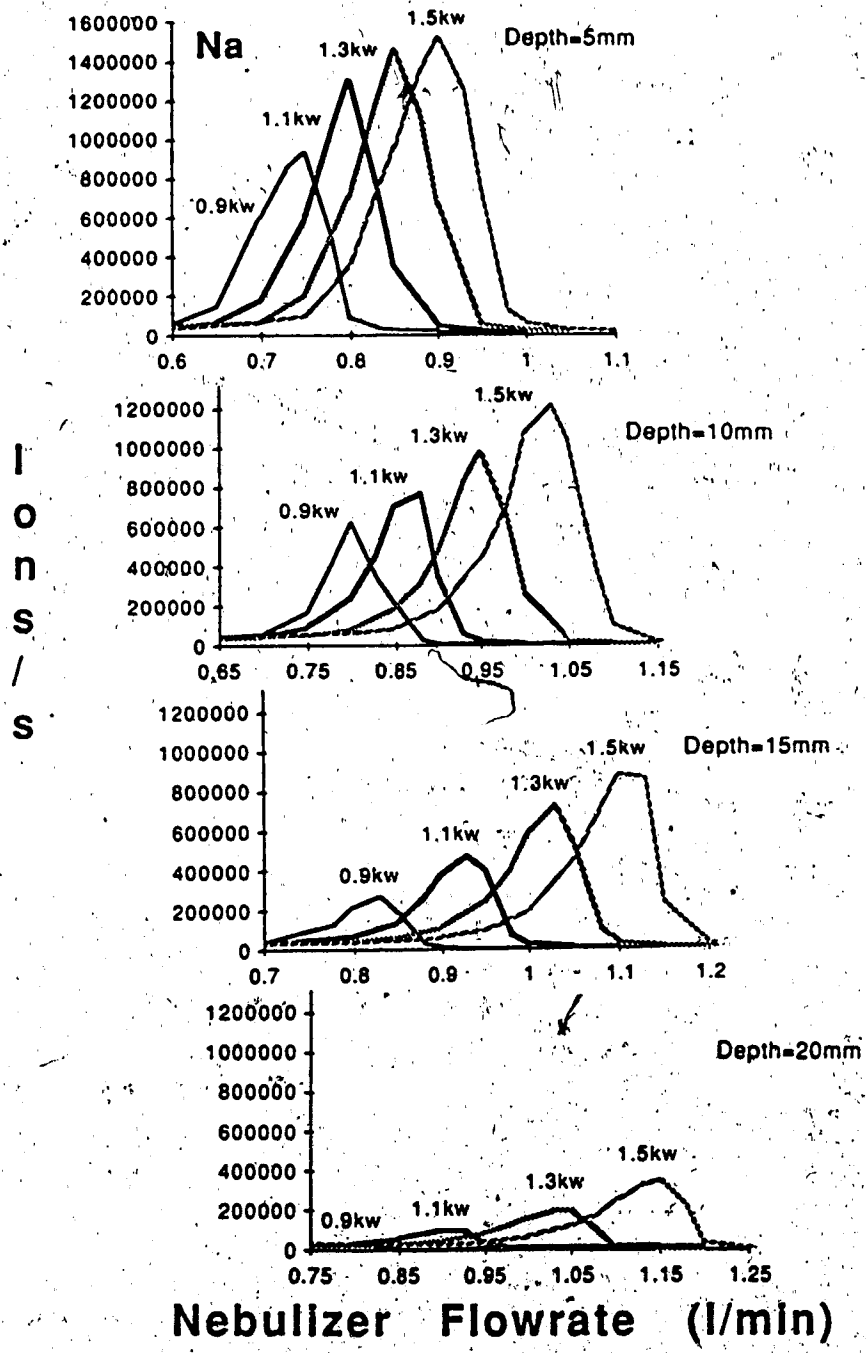 Na
Depth=5mm
1.5kw
1.3kw
1.1kw
0.9kw
1600000
1400000
1200000
1000000
800000
600000
400000
200000
0
0.6 0.7 0.8 0.9 1 1.1
Depth=10mm
1.5kw
1.3kw
1.1kw
0.9kw
1200000
1000000
800000
600000
400000
200000
0
0.65 0.75 0.85 0.95 1.05 1.15
Ions/s
Depth=15mm
1.5kw
1.3kw
1.1kw
0.9kw
1200000
1000000
800000
600000
400000
200000
0
0.7 0.8 0.9 1 1.1 1.2
Depth=20mm
1.5kw
1.3kw
1.1kw
0.9kw
1200000
1000000
800000
600000
400000
200000
0
0.75 0.85 0.95 1.05 1.15 1.25
Nebulizer Flowrate (l/min)